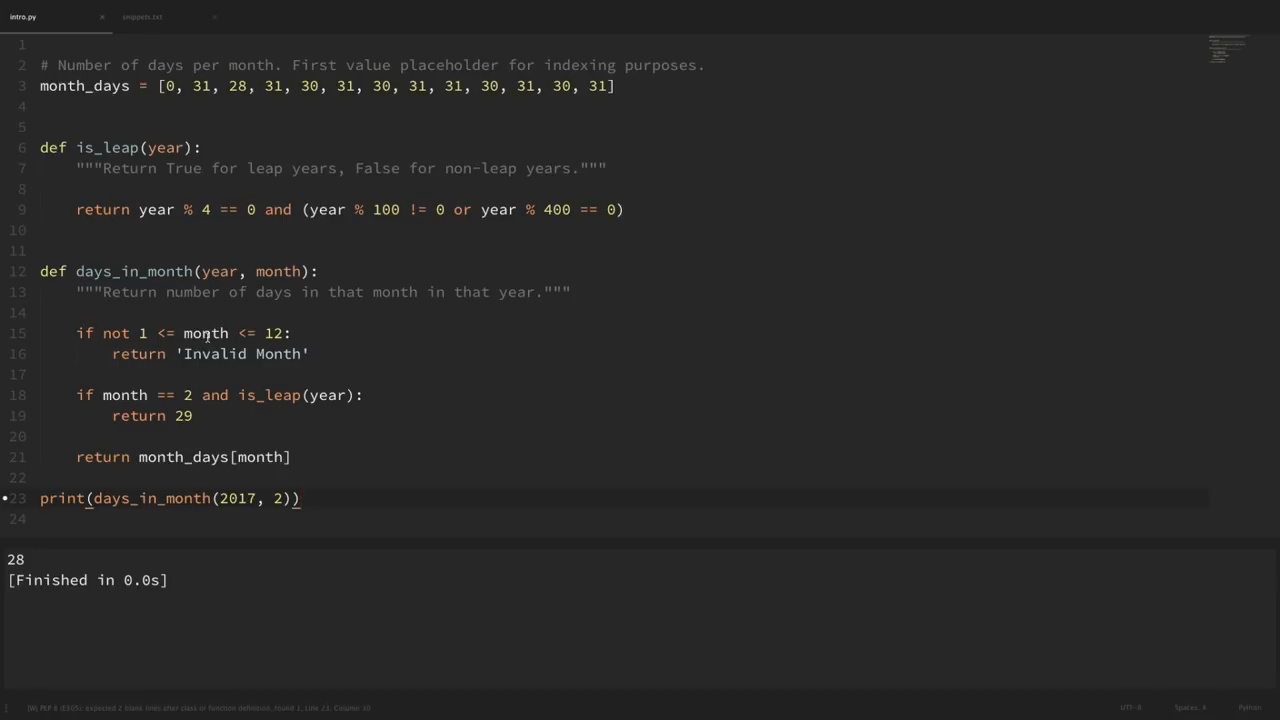 intro.py
snippets.txt
1
2 # Number of days per month. First value placeholder for indexing purposes.
3 month_days = [0, 31, 28, 31, 30, 31, 30, 31, 31, 30, 31, 30, 31]
4
5
6 def is_leap(year):
7 """Return True for leap years, False for non-leap years."""
8
9 return year % 4 == 0 and (year % 100 != 0 or year % 400 == 0)
10
11
12 def days_in_month(year, month):
13 """Return number of days in that month in that year."""
14
15 if not 1 <= month <= 12:
16 return 'Invalid Month'
17
18 if month == 2 and is_leap(year):
19 return 29
20
21 return month_days[month]
22
23 print(days_in_month(2017, 2))
24
28
[Finished in 0.0s]
[W] PEP 8 (E305): expected 2 blank lines after class or function definition, found 1, Line 23, Column 30
UTF-8
Spaces: 4
Python